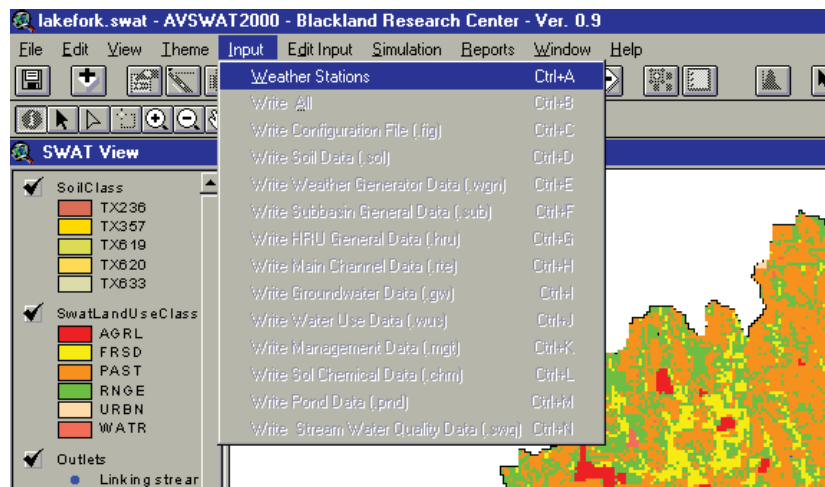 lakefork.swat - AVSWAT2000 - Blackland Research Center - Ver. 0.9
File Edit View Theme Input Edit Input Simulation Reports Window Help
Weather Stations Ctrl+A
Write All Ctrl+B
Write Configuration File (.fig) Ctrl+C
Write Soil Data (.sol) Ctrl+D
Write Weather Generator Data (.wgn) Ctrl+E
Write Subbasin General Data (.sub) Ctrl+F
Write HRU General Data (.hru) Ctrl+G
Write Main Channel Data (.rte) Ctrl+H
Write Groundwater Data (.gw) Ctrl+I
Write Water Use Data (.wus) Ctrl+J
Write Management Data (.mgt) Ctrl+K
Write Sol Chemical Data (.chm) Ctrl+L
Write Pond Data (.pnd) Ctrl+M
Write Stream Water Quality Data (.swq) Ctrl+N
SWAT View
SoilClass
TX236
TX357
TX619
TX620
TX633
SwatLandUseClass
AGRL
FRSD
PAST
RNGE
URBN
WATR
Outlets
Linking strear